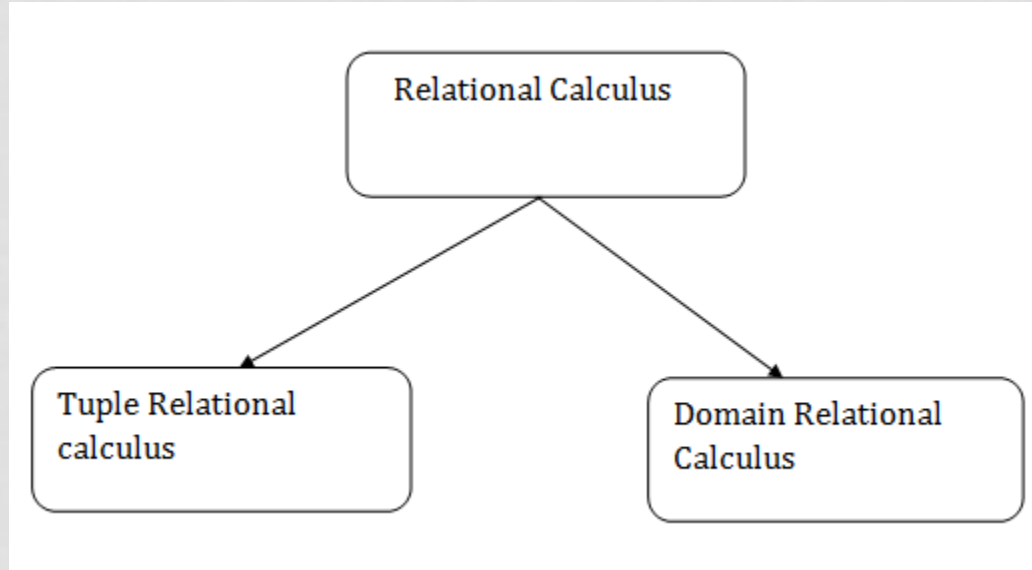 Relational Calculus
Tuple Relational
calculus
Domain Relational
Calculus